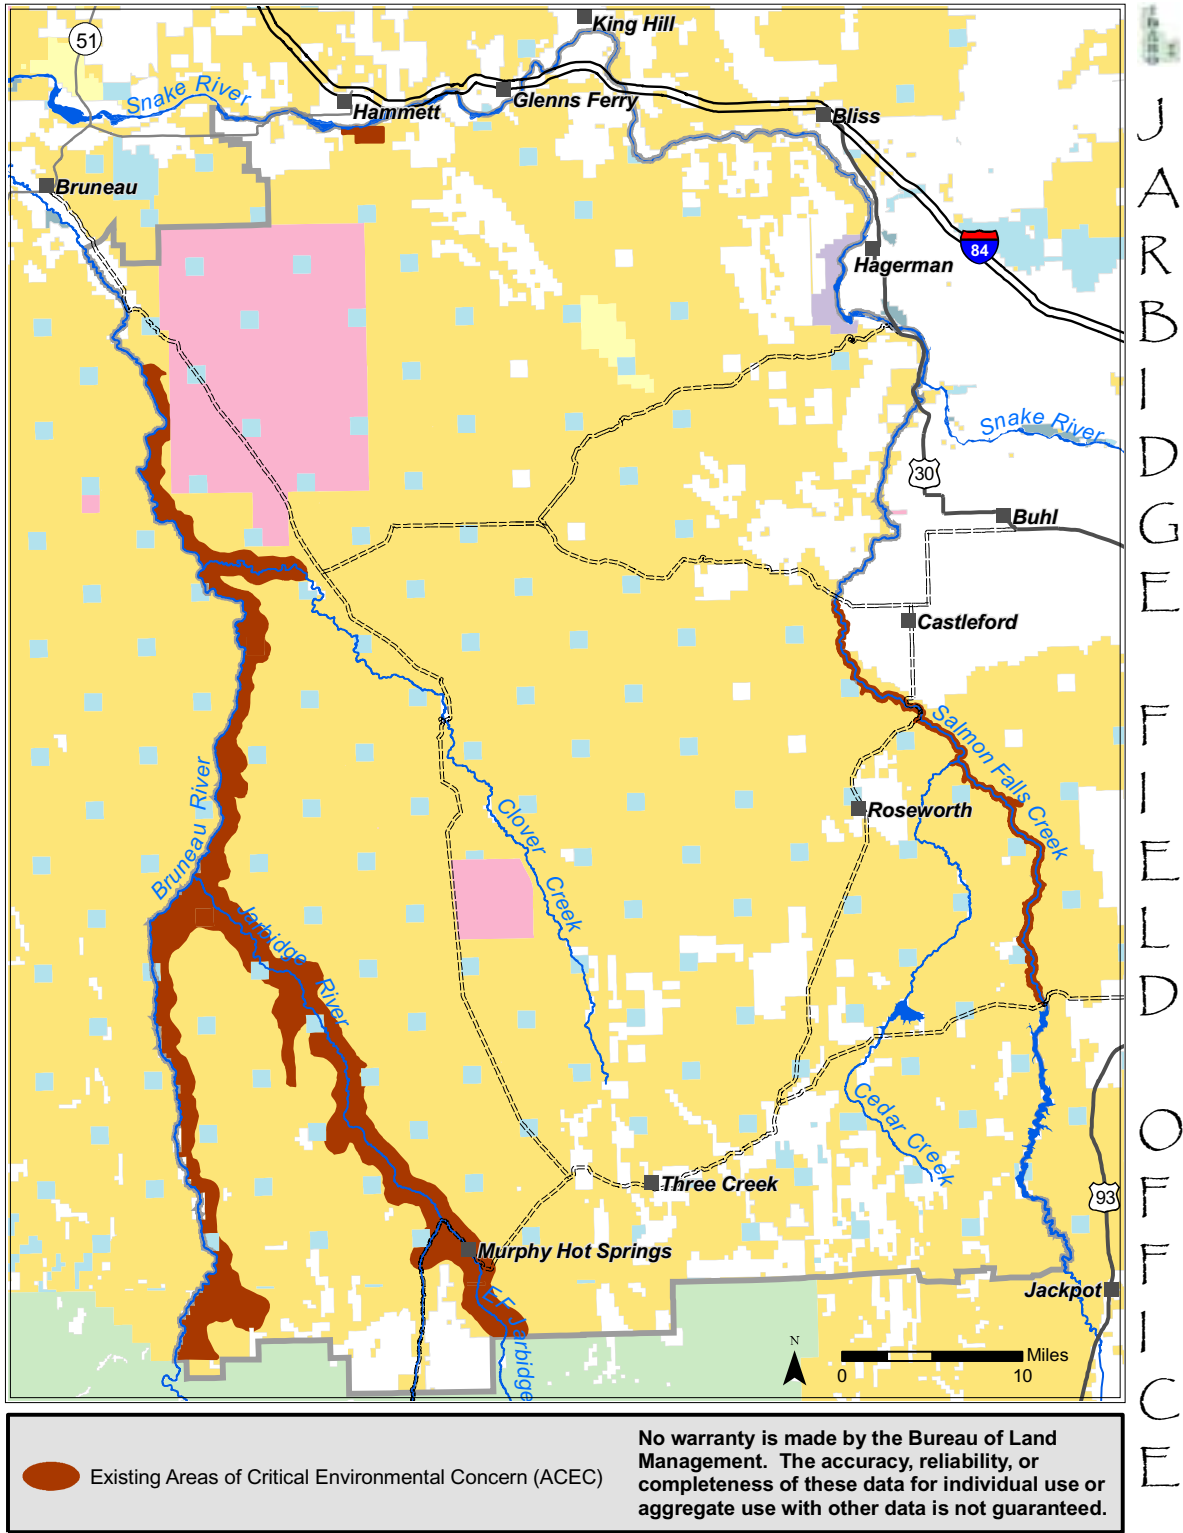 King Hill
51
Snake River
Hammett
Glenns Ferry
Bliss
Bruneau
84
Hagerman
Snake River
30
Buhl
Castleford
Salmon Falls Creek
Bruneau River
Clover Creek
Roseworth
Jarbidge River
Cedar Creek
Three Creek
93
Murphy Hot Springs
E F Jarbidge
Jackpot
N
Miles
0 10
JARBIDGE FIELD OFFICE
Existing Areas of Critical Environmental Concern (ACEC)
No warranty is made by the Bureau of Land
Management. The accuracy, reliability, or
completeness of these data for individual use or
aggregate use with other data is not guaranteed.